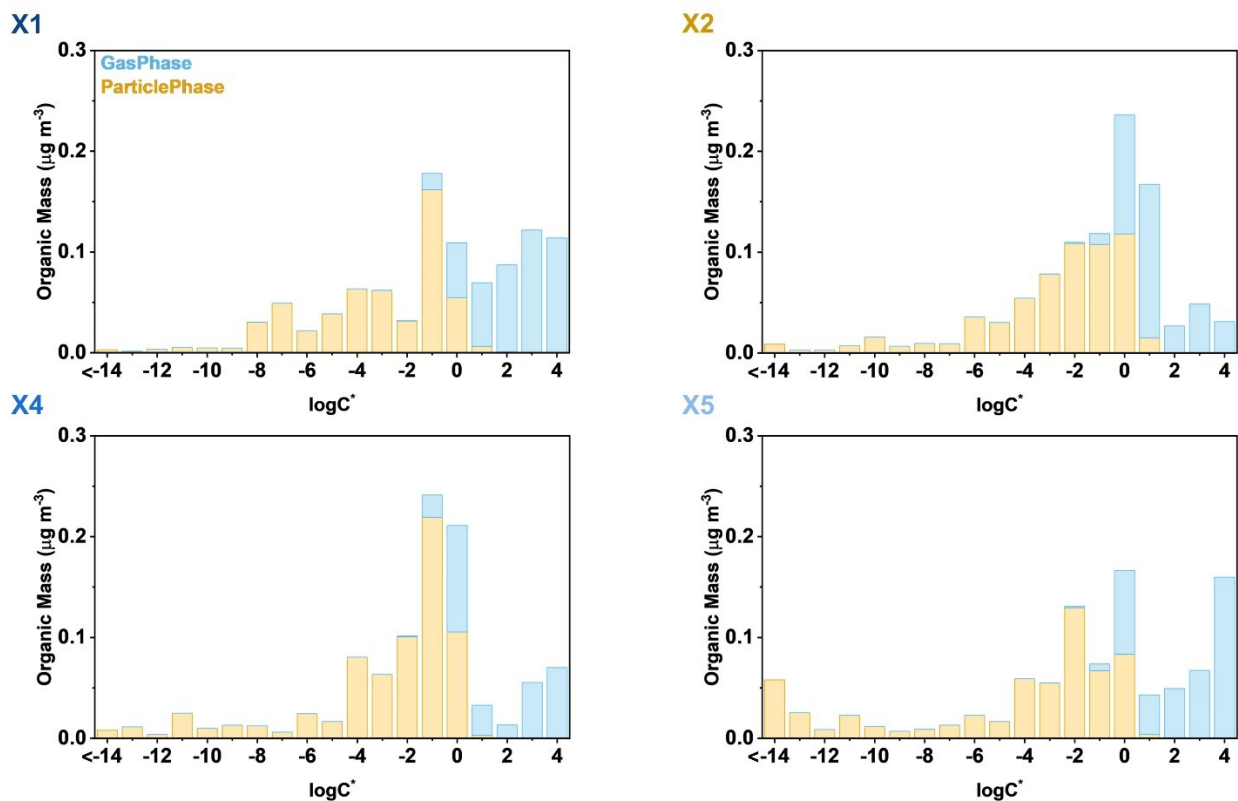 X1
0.3
GasPhase
ParticlePhase
0.2
0.1
0.0
Organic Mass (μg m⁻³)
<-14 -12 -10 -8 -6 -4 -2 0 2 4
logC*
X2
0.3
0.2
0.1
0.0
Organic Mass (μg m⁻³)
<-14 -12 -10 -8 -6 -4 -2 0 2 4
logC*
X4
0.3
0.2
0.1
0.0
Organic Mass (μg m⁻³)
<-14 -12 -10 -8 -6 -4 -2 0 2 4
logC*
X5
0.3
0.2
0.1
0.0
Organic Mass (μg m⁻³)
<-14 -12 -10 -8 -6 -4 -2 0 2 4
logC*